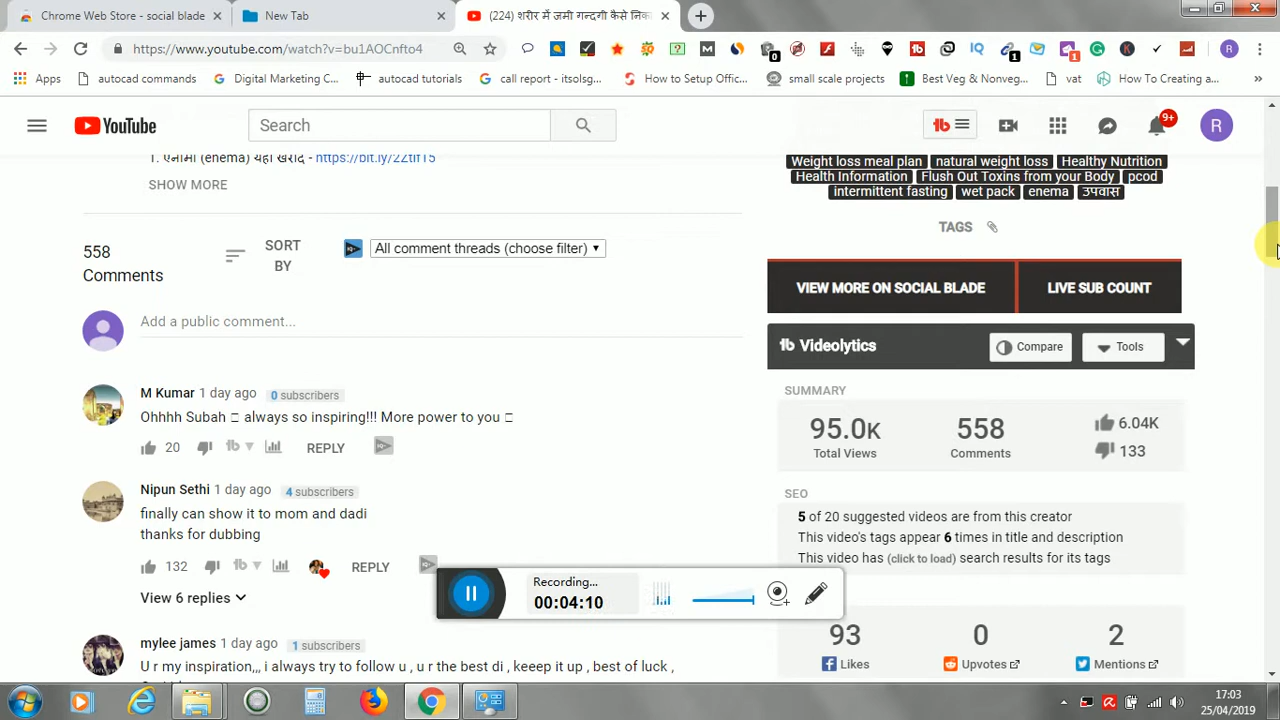 Chrome Web Store - social blade
New Tab
(224) शरीर में जमी गन्दगी कैसे निका
https://www.youtube.com/watch?v=bu1AOCnfto4
Apps
autocad commands
Digital Marketing C...
autocad tutorials
call report - itsolgs...
How to Setup Offic...
small scale projects
Best Veg & Nonveg...
vat
How To Creating a...
YouTube
Search
9+
R
1. एनीमा (enema) यहाँ खरीदें -
SHOW MORE
558
Comments
SORT
BY
All comment threads (choose filter)
Add a public comment...
M Kumar 1 day ago 0 subscribers
Ohhhh Subah always so inspiring!!! More power to you
20 REPLY
Nipun Sethi 1 day ago 4 subscribers
finally can show it to mom and dadi
thanks for dubbing
132 REPLY
View 6 replies
mylee james 1 day ago 1 subscribers
U r my inspiration,,, i always try to follow u , u r the best di , keeep it up , best of luck ,
Weight loss meal plan natural weight loss Healthy Nutrition
Health Information Flush Out Toxins from your Body pcod
intermittent fasting wet pack enema उपवास
TAGS
VIEW MORE ON SOCIAL BLADE LIVE SUB COUNT
Videolytics Compare Tools
SUMMARY
95.0K 558 6.04K
Total Views Comments 133
SEO
5 of 20 suggested videos are from this creator
This video's tags appear 6 times in title and description
This video has (click to load) search results for its tags
93 0 2
Likes Upvotes Mentions
Recording...
00:04:10
17:03
25/04/2019